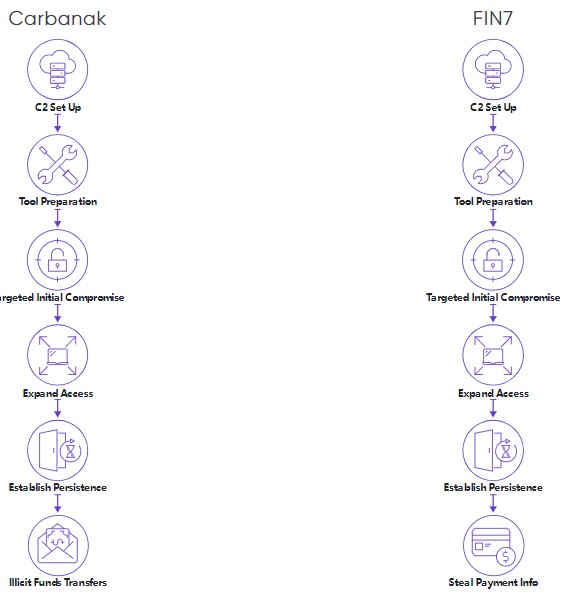 Carbanak
C2 Set Up
Tool Preparation
rgeted Initial Compromise
Expand Access
Establish Persistence
Illicit Funds Transfers
FIN7
C2 Set Up
Tool Preparation
Targeted Initial Compromise
Expand Access
Establish Persistence
Steal Payment Info